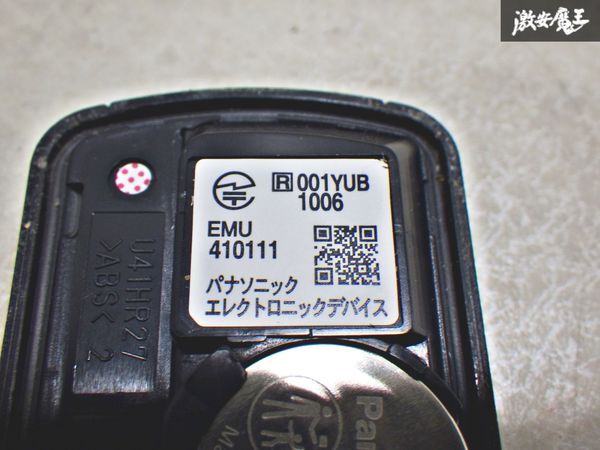 激安魔王
R 001YUB
1006
EMU
410111
パナソニック
エレクトロニックデバイス
U41HR27
>ABS< 2
Pan